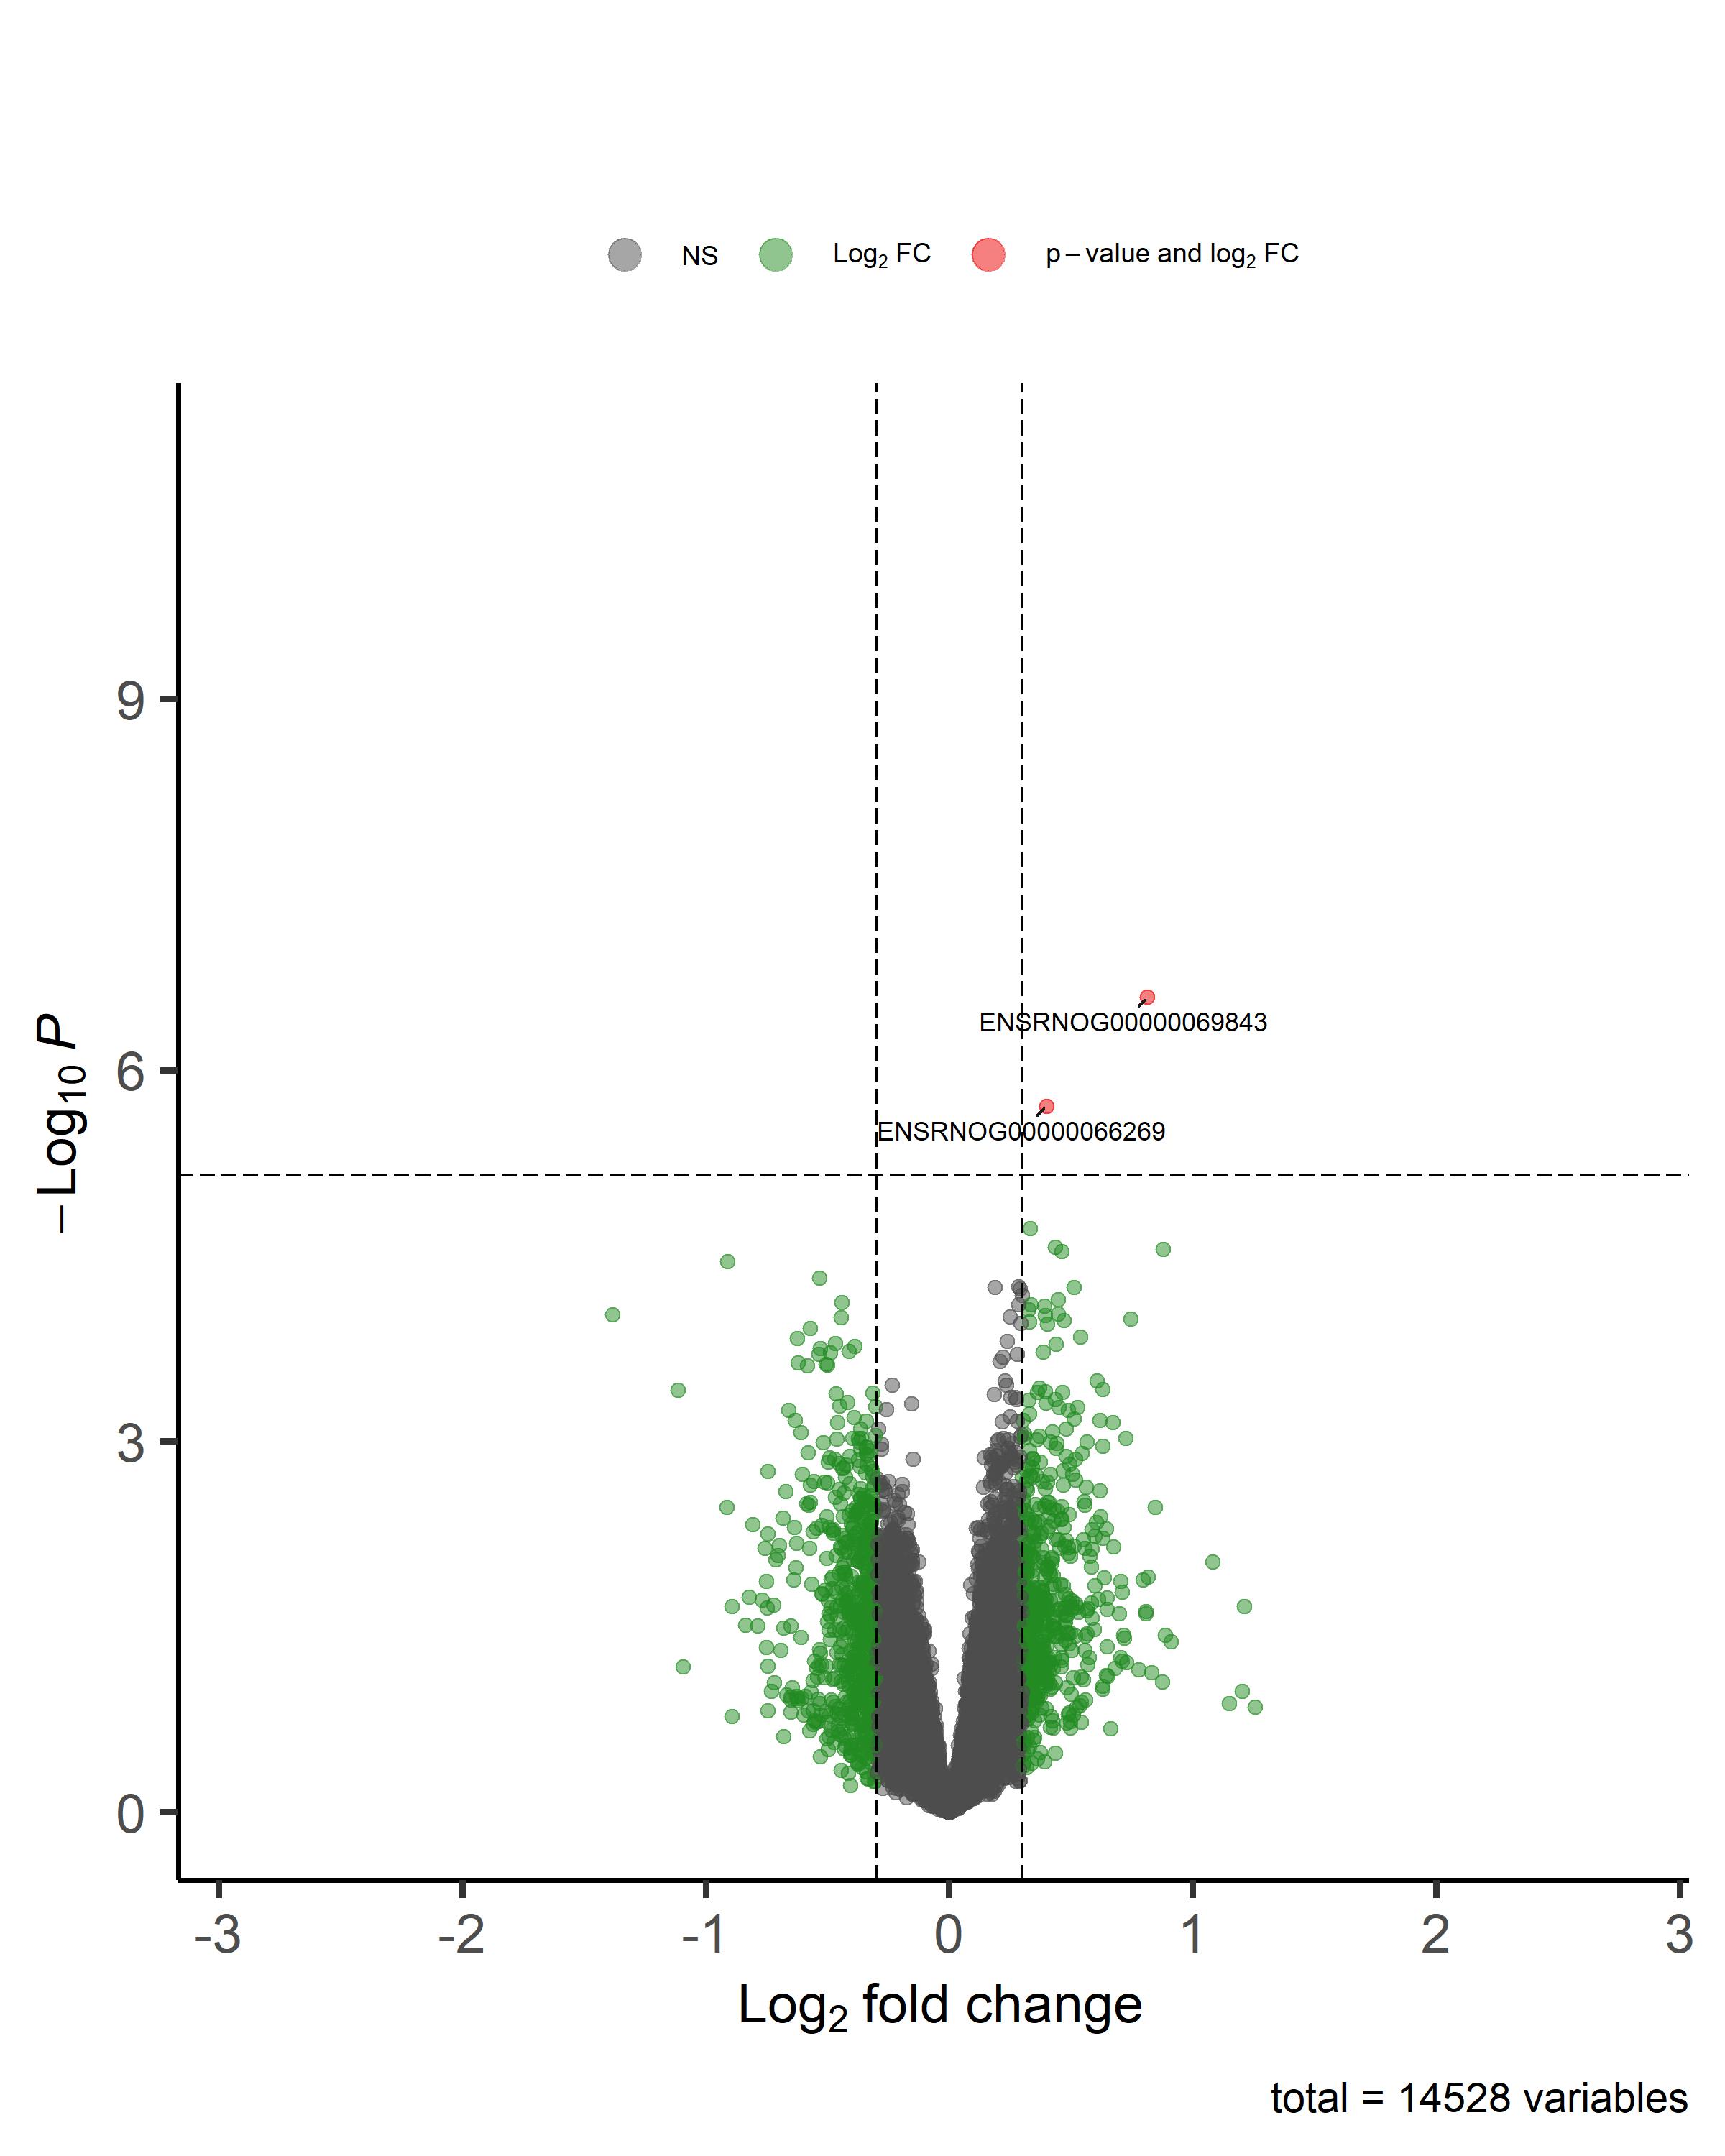 NS Log2 FC p – value and log2 FC
9
6
3
0
– Log10 P
ENSRNOG00000069843
ENSRNOG00000066269
-3 -2 -1 0 1 2 3
Log2 fold change
total = 14528 variables